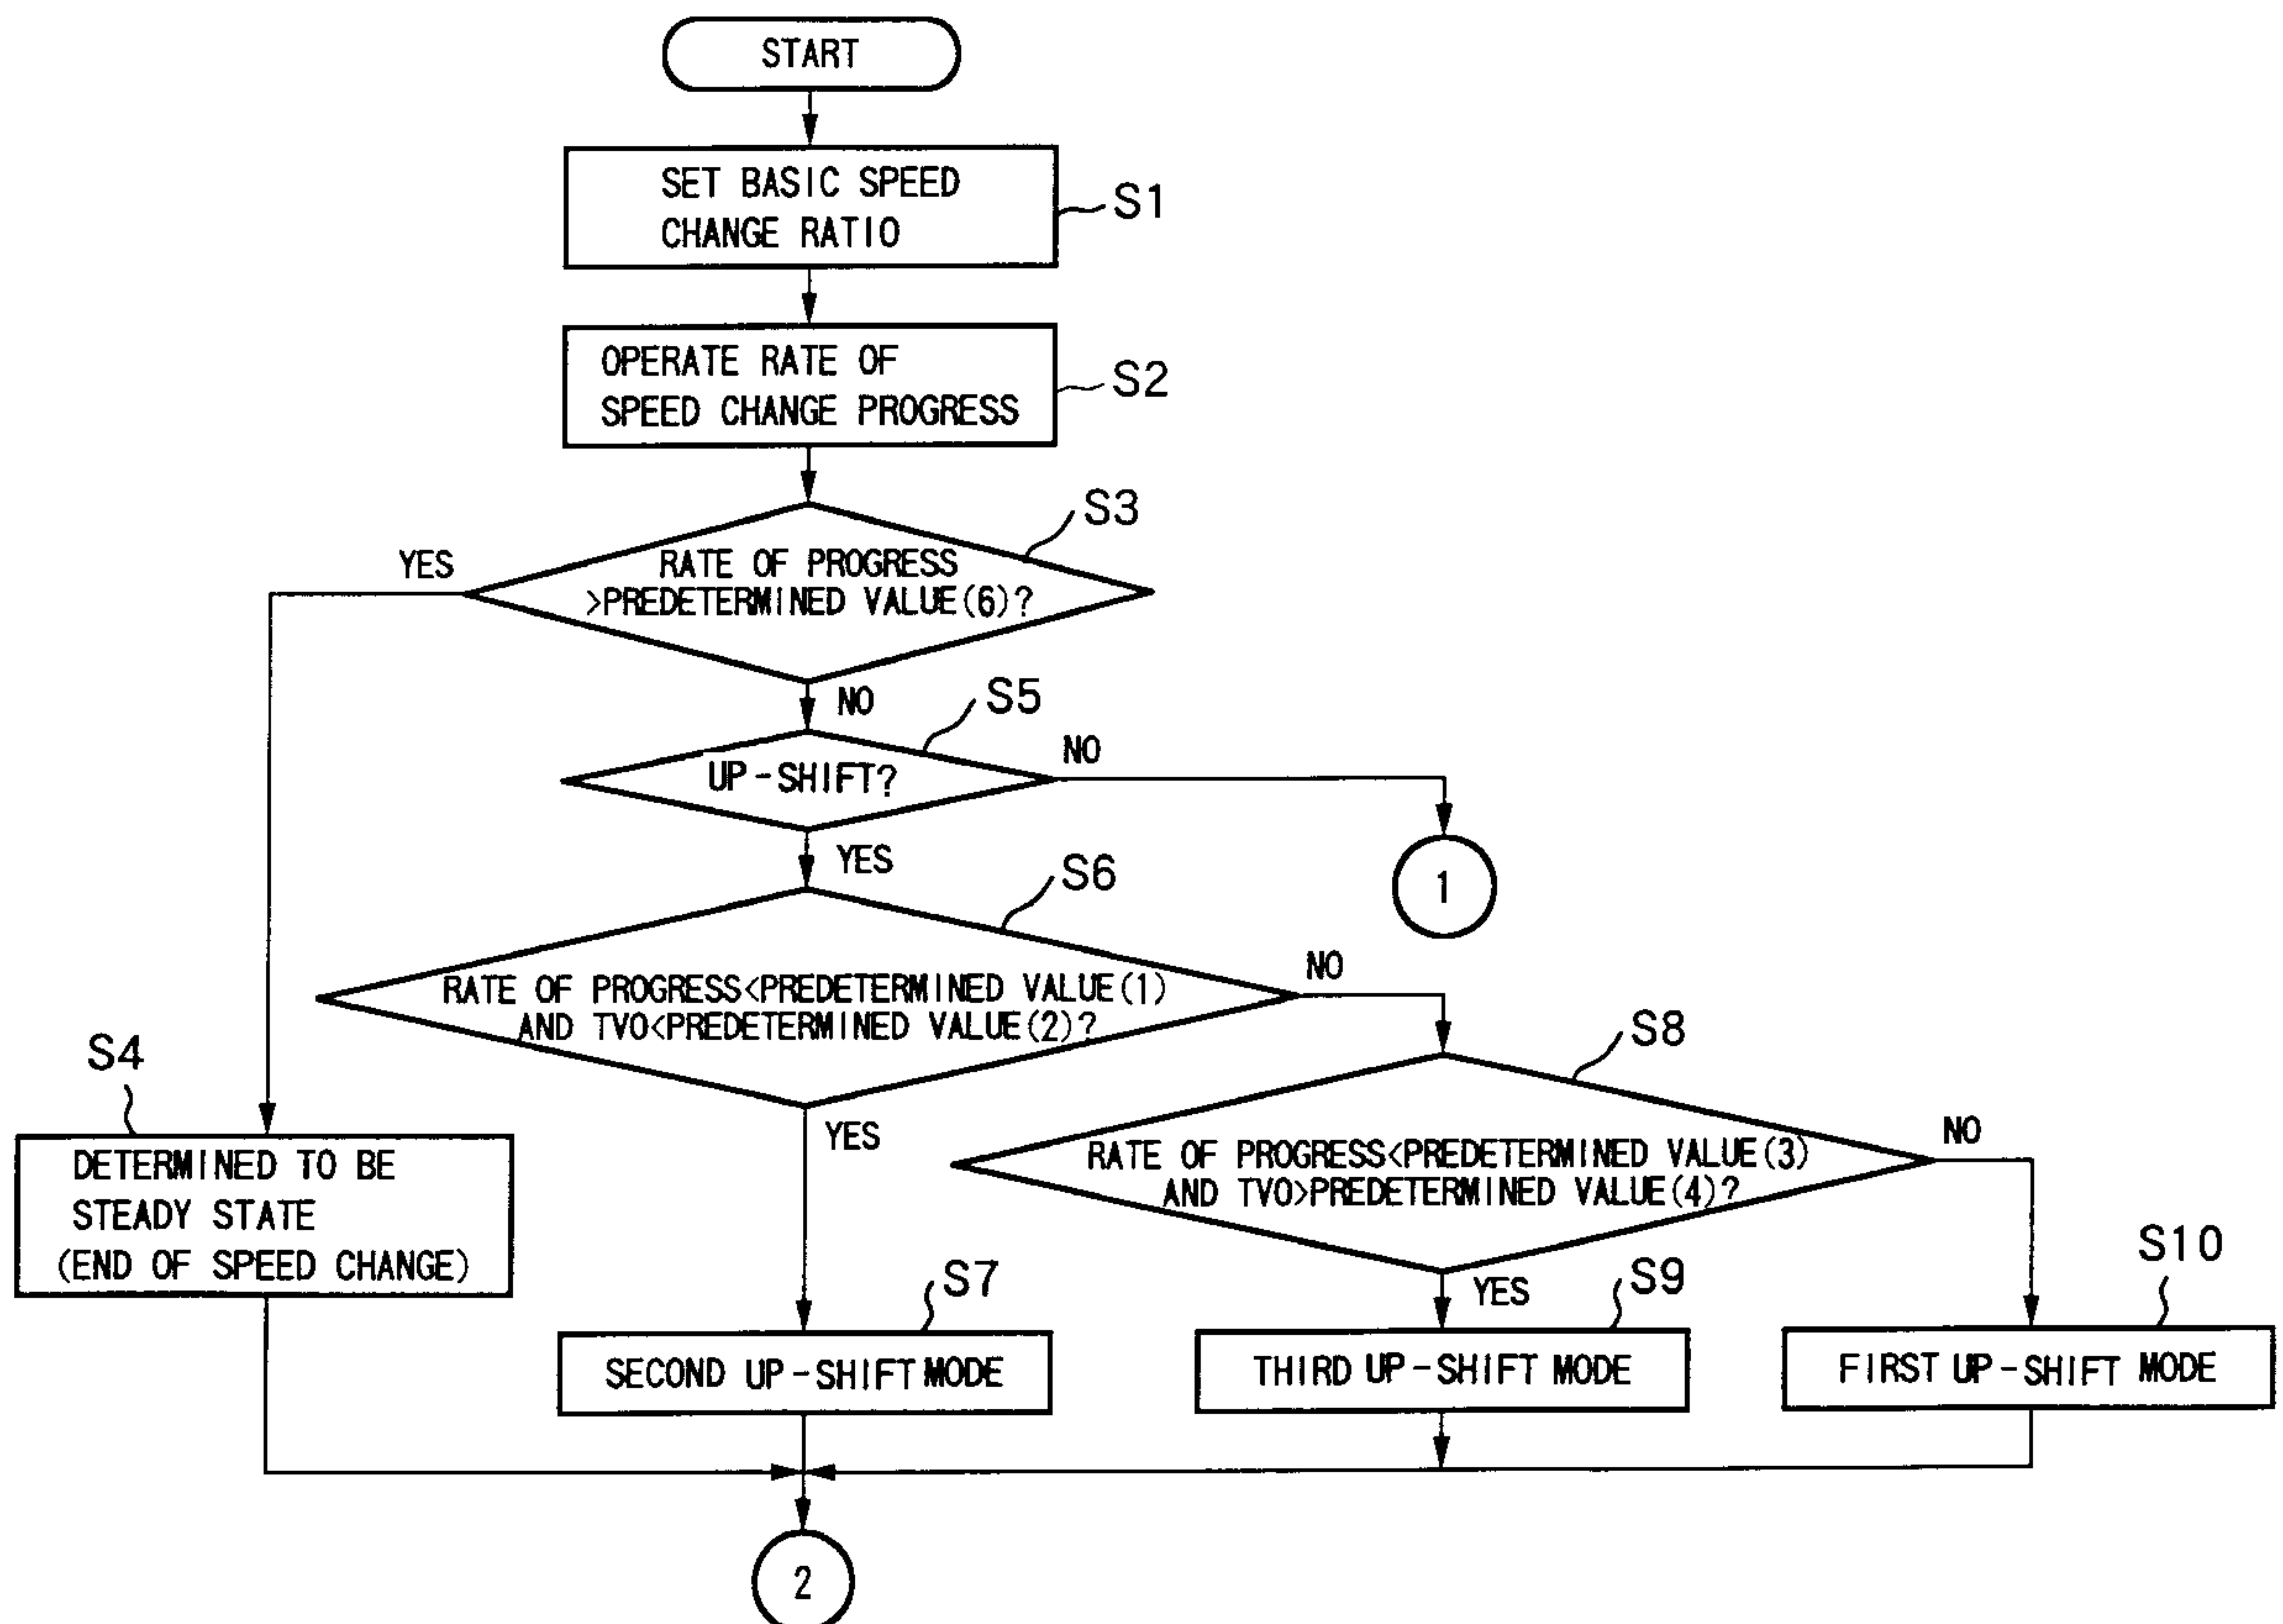 START
SET BASIC SPEED
CHANGE RATIO
S1
OPERATE RATE OF
SPEED CHANGE PROGRESS
S2
S3
YES
RATE OF PROGRESS
>PREDETERMINED VALUE(6)?
NO
S5
UP-SHIFT?
NO
1
YES
S6
RATE OF PROGRESS<PREDETERMINED VALUE(1)
AND TVO<PREDETERMINED VALUE(2)?
NO
S8
S4
YES
RATE OF PROGRESS<PREDETERMINED VALUE(3)
AND TVO>PREDETERMINED VALUE(4)?
NO
DETERMINED TO BE
STEADY STATE
(END OF SPEED CHANGE)
S7
YES
S9
S10
SECOND UP-SHIFT MODE
THIRD UP-SHIFT MODE
FIRST UP-SHIFT MODE
2